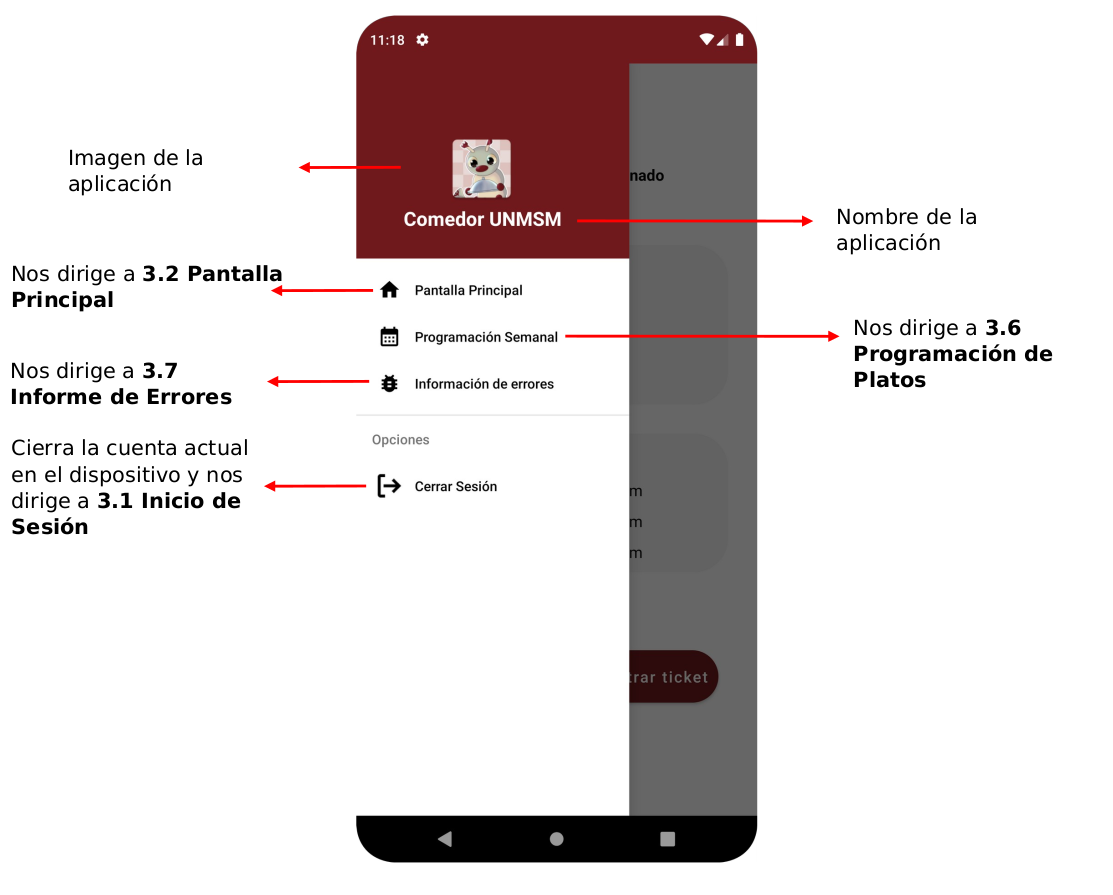 11:18
Imagen de la
aplicación
nado
Comedor UNMSM
Nombre de la
aplicación
Nos dirige a 3.2 Pantalla
Principal
Pantalla Principal
Programación Semanal
Nos dirige a 3.6
Programación de
Platos
Nos dirige a 3.7
Informe de Errores
Información de errores
Opciones
Cierra la cuenta actual
en el dispositivo y nos
dirige a 3.1 Inicio de
Sesión
Cerrar Sesión
m
m
m
trar ticket